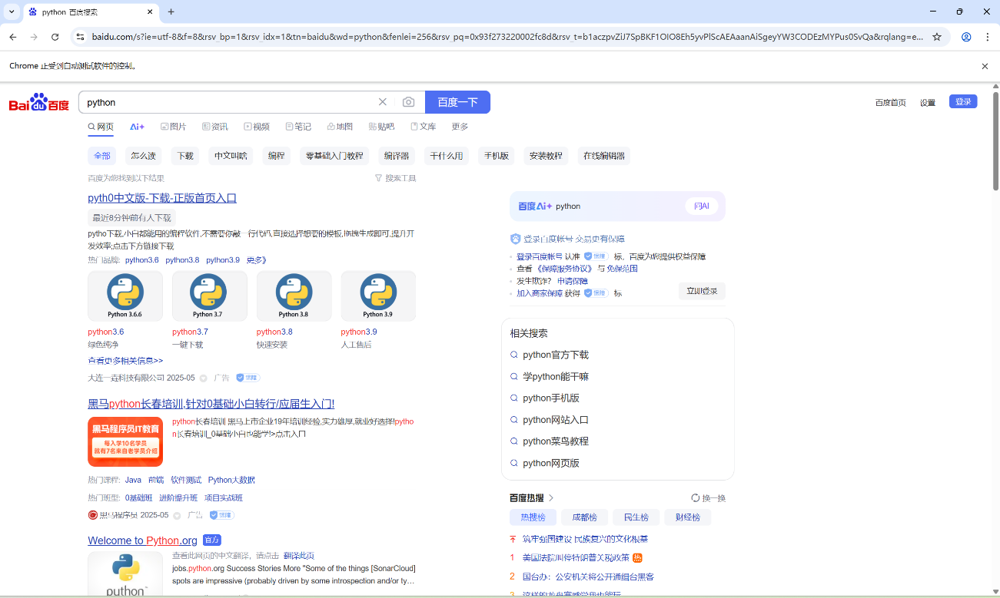 python_百度搜索
baidu.com/s?ie=utf-8&f=8&rsv_bp=1&rsv_idx=1&tn=baidu&wd=python&fenlei=256&rsv_pq=0x93f273220002fc8d&rsv_t=b1aczpvZiJ7SpBKF1OIO8Eh5yvPlScAEAaanAiSgeyYW3CODEzMYPus0SvQa&rqlang=e...
Chrome 正受到自动测试软件的控制。
Bai du 百度
python
百度一下
百度首页 设置 登录
网页 Ai+ 图片 资讯 视频 笔记 地图 贴吧 文库 更多
全部 怎么读 下载 中文叫啥 编程 零基础入门教程 编译器 干什么用 手机版 安装教程 在线编辑器
百度为您找到以下结果 搜索工具
pyth0中文版-下载-正版首页入口
最近8分钟前有人下载
pytho下载,小白都能用的编程软件,不需要你敲一行代码,直接选择想要的模板,拖拽生成即可,提升开
发效率;点击下方链接下载
热门品牌: python3.6 python3.8 python3.9 更多》
Python 3.6.6 Python 3.7 Python 3.8 Python 3.9
python3.6 python3.7 python3.8 python3.9
绿色纯净 一键下载 快速安装 人工售后
查看更多相关信息>>
大连一垚科技有限公司 2025-05 广告 保障
黑马python长春培训,针对0基础小白转行/应届生入门!
黑马程序员IT教育
每入学10名学员
就有7名来自老学员介绍
python长春培训 黑马上市企业19年培训经验,实力雄厚,就业好选择!pytho
n长春培训_0基础小白也能学!>点击入口
热门课程: Java 前端 软件测试 Python大数据
热门班型: 0基础班 进阶提升班 项目实战班
黑马程序员 2025-05 广告 保障
Welcome to Python.org 官方
python
查看此网页的中文翻译，请点击 翻译此页
jobs.python.org Success Stories More "Some of the things [SonarCloud]
spots are impressive (probably driven by some introspection and/or ty...
百度Ai+ python 问AI
登录百度帐号 交易更有保障
登录百度帐号 认准 保障 标，百度为您提供权益保障
查看《保障服务协议》与 免保范围
发生欺诈？ 申请保障
加入商家保障 获得 保障 标
立即登录
相关搜索
python官方下载
学python能干嘛
python手机版
python网站入口
python菜鸟教程
python网页版
百度热搜 换一换
热搜榜 成都榜 民生榜 财经榜
筑牢强国建设 民族复兴的文化根基
1 美国法院叫停特朗普关税政策 热
2 国台办：公安机关将公开通缉台黑客
3 这样的龙舟赛感觉我也能玩